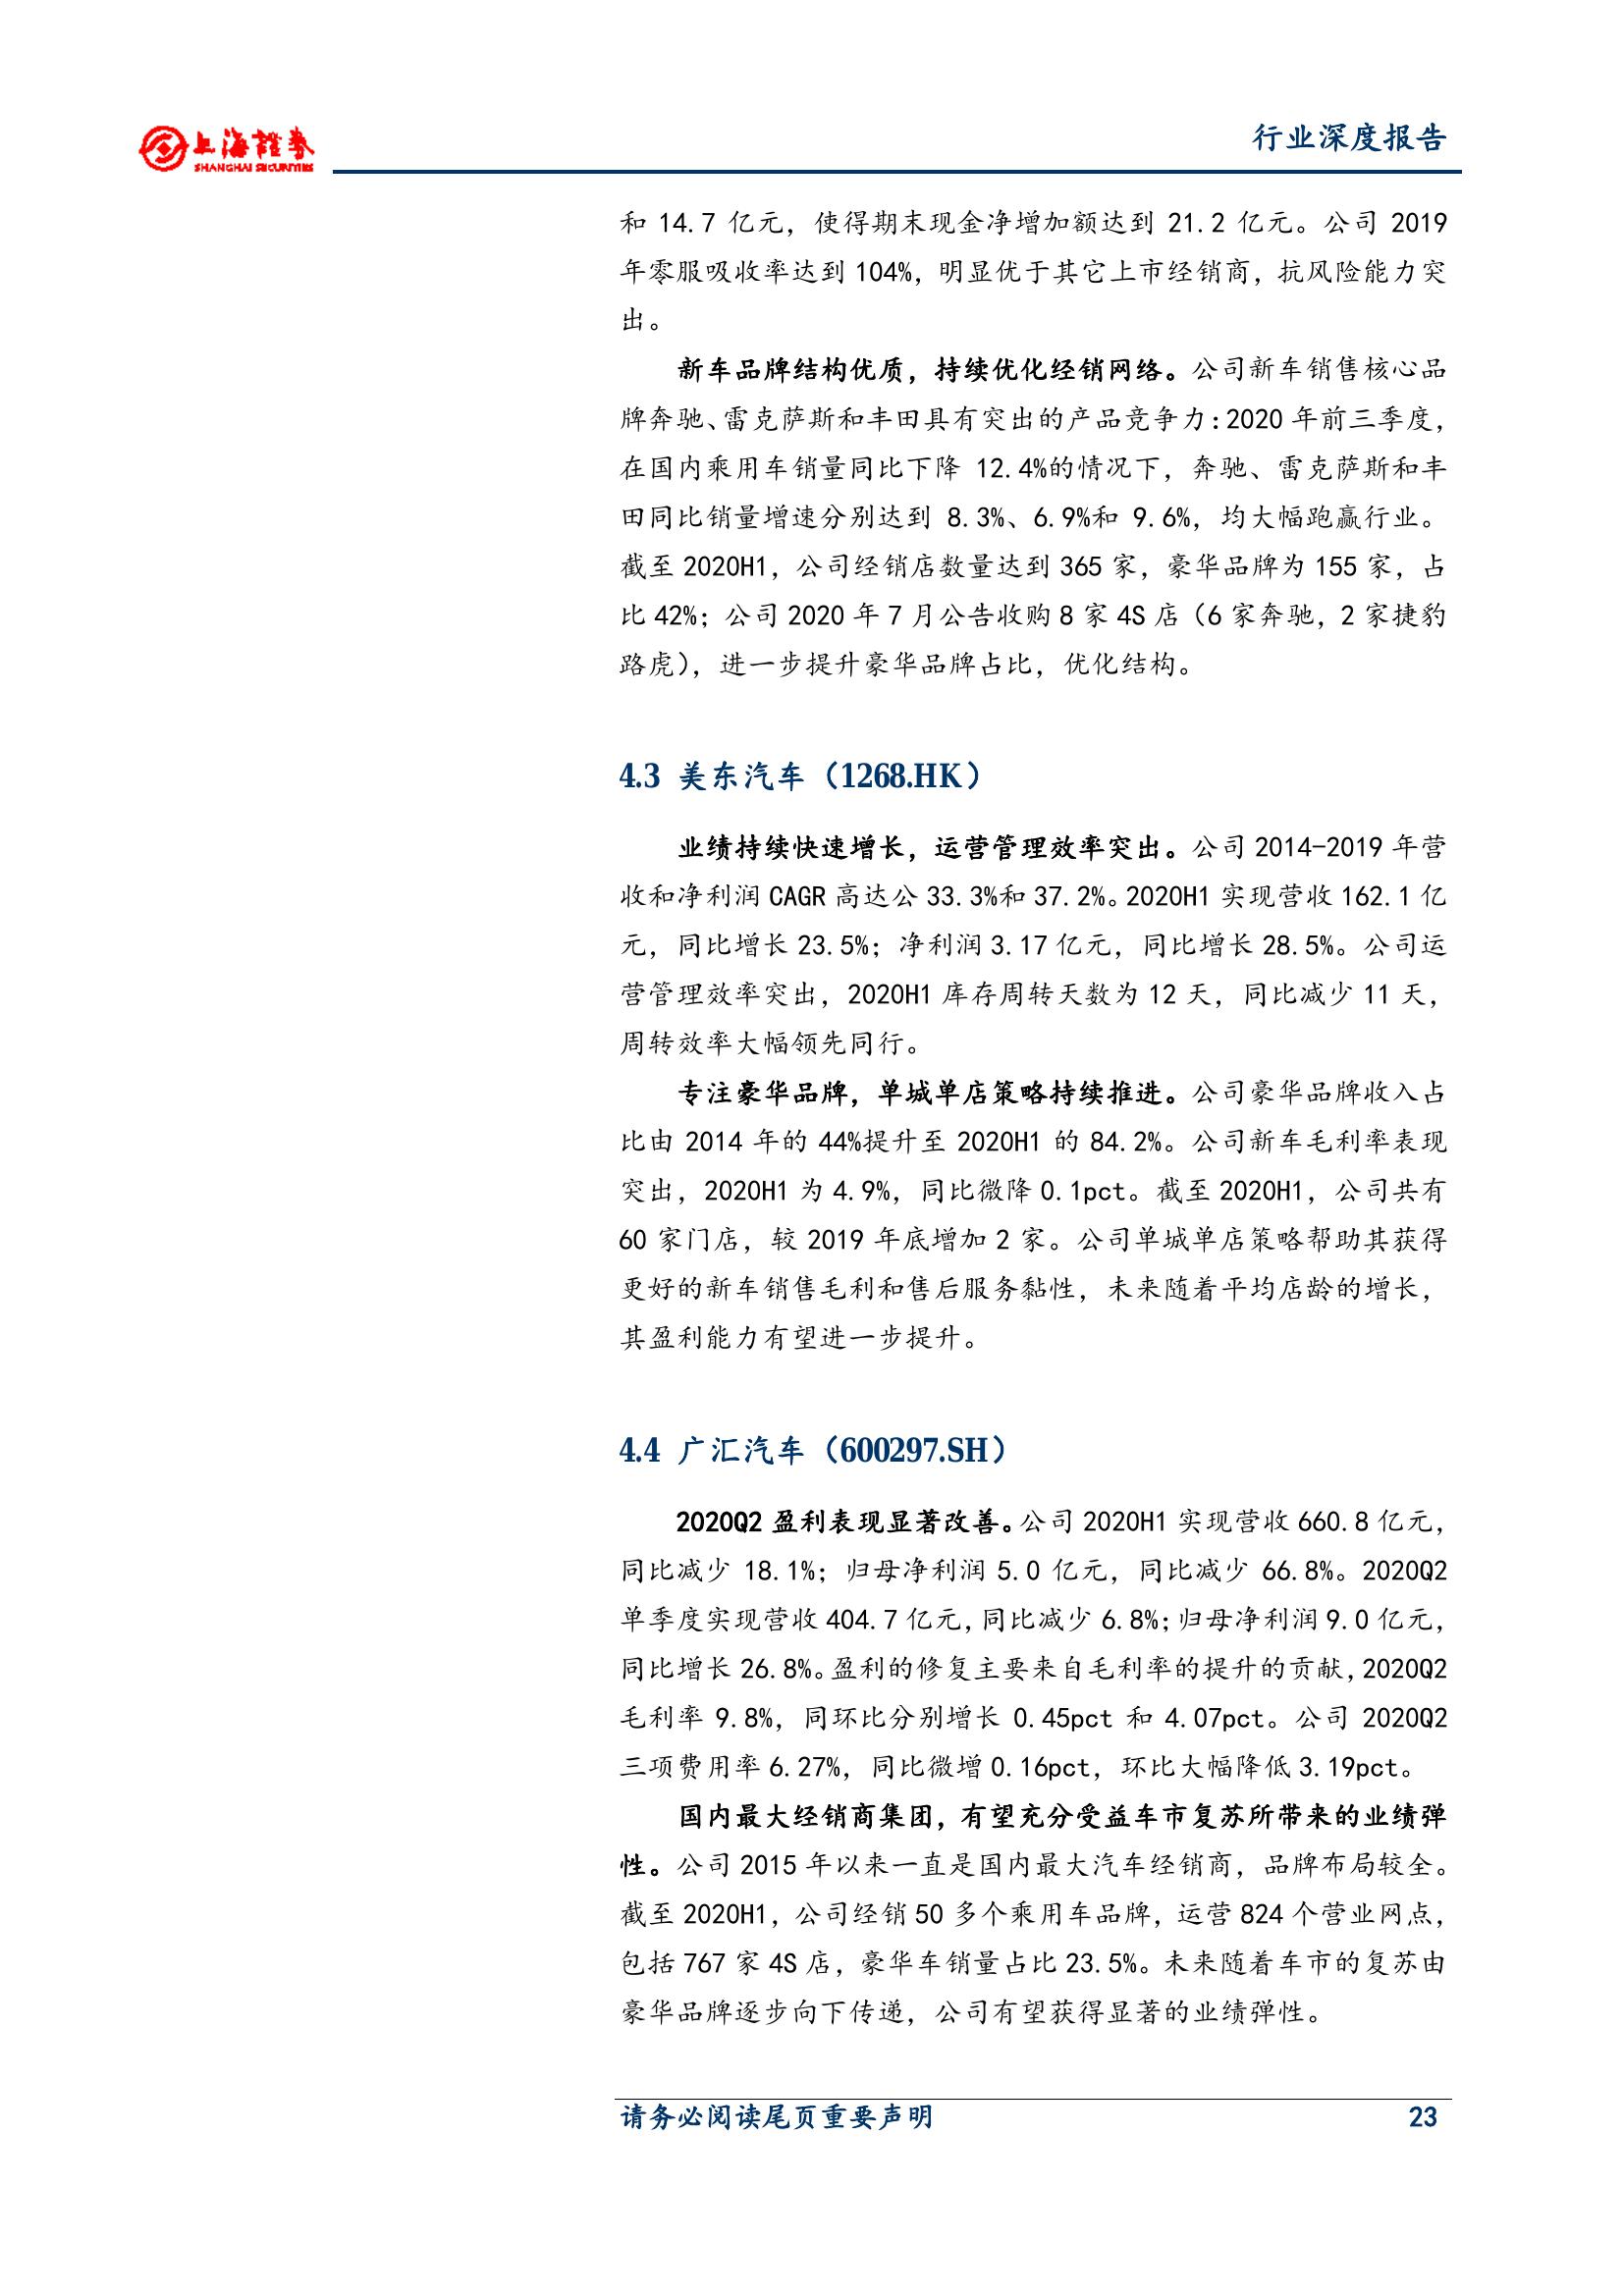 上海證券
SHANGHAI SECURITIES
行业深度报告
和 14.7 亿元，使得期末现金净增加额达到 21.2 亿元。公司 2019
年零服吸收率达到 104%，明显优于其它上市经销商，抗风险能力突
出。
新车品牌结构优质，持续优化经销网络。公司新车销售核心品
牌奔驰、雷克萨斯和丰田具有突出的产品竞争力：2020 年前三季度，
在国内乘用车销量同比下降 12.4%的情况下，奔驰、雷克萨斯和丰
田同比销量增速分别达到 8.3%、6.9%和 9.6%，均大幅跑赢行业。
截至 2020H1，公司经销店数量达到 365 家，豪华品牌为 155 家，占
比 42%；公司 2020 年 7 月公告收购 8 家 4S 店（6 家奔驰，2 家捷豹
路虎），进一步提升豪华品牌占比，优化结构。
4.3 美东汽车（1268.HK）
业绩持续快速增长，运营管理效率突出。公司 2014-2019 年营
收和净利润 CAGR 高达公 33.3%和 37.2%。2020H1 实现营收 162.1 亿
元，同比增长 23.5%；净利润 3.17 亿元，同比增长 28.5%。公司运
营管理效率突出，2020H1 库存周转天数为 12 天，同比减少 11 天，
周转效率大幅领先同行。
专注豪华品牌，单城单店策略持续推进。公司豪华品牌收入占
比由 2014 年的 44%提升至 2020H1 的 84.2%。公司新车毛利率表现
突出，2020H1 为 4.9%，同比微降 0.1pct。截至 2020H1，公司共有
60 家门店，较 2019 年底增加 2 家。公司单城单店策略帮助其获得
更好的新车销售毛利和售后服务黏性，未来随着平均店龄的增长，
其盈利能力有望进一步提升。
4.4 广汇汽车（600297.SH）
2020Q2 盈利表现显著改善。公司 2020H1 实现营收 660.8 亿元，
同比减少 18.1%；归母净利润 5.0 亿元，同比减少 66.8%。2020Q2
单季度实现营收 404.7 亿元，同比减少 6.8%；归母净利润 9.0 亿元，
同比增长 26.8%。盈利的修复主要来自毛利率的提升的贡献，2020Q2
毛利率 9.8%，同环比分别增长 0.45pct 和 4.07pct。公司 2020Q2
三项费用率 6.27%，同比微增 0.16pct，环比大幅降低 3.19pct。
国内最大经销商集团，有望充分受益车市复苏所带来的业绩弹
性。公司 2015 年以来一直是国内最大汽车经销商，品牌布局较全。
截至 2020H1，公司经销 50 多个乘用车品牌，运营 824 个营业网点，
包括 767 家 4S 店，豪华车销量占比 23.5%。未来随着车市的复苏由
豪华品牌逐步向下传递，公司有望获得显著的业绩弹性。
请务必阅读尾页重要声明 23